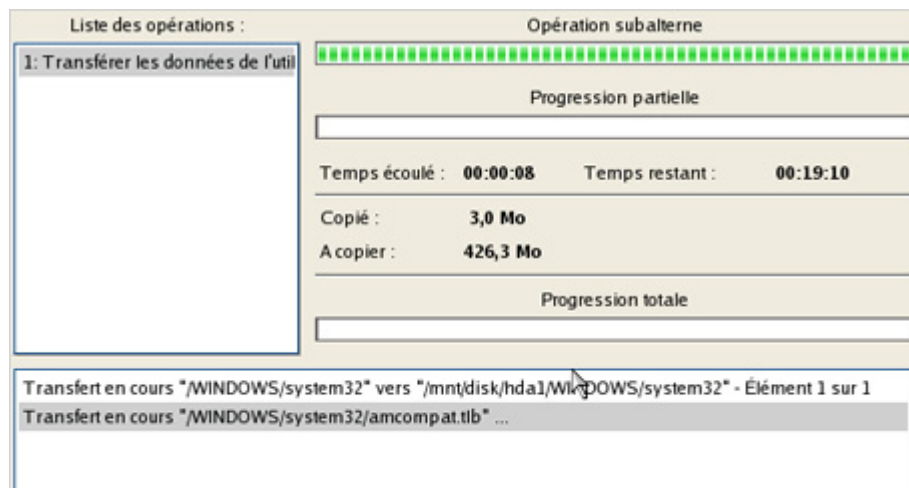 Liste des opérations :
1: Transférer les données de l'util
Opération subalterne
Progression partielle
Temps écoulé : 00:00:08 Temps restant : 00:19:10
Copié : 3,0 Mo
A copier : 426,3 Mo
Progression totale
Transfert en cours "/WINDOWS/system32" vers "/mnt/disk/hda1/WINDOWS/system32" - Élément 1 sur 1
Transfert en cours "/WINDOWS/system32/amcompat.tlb" ...